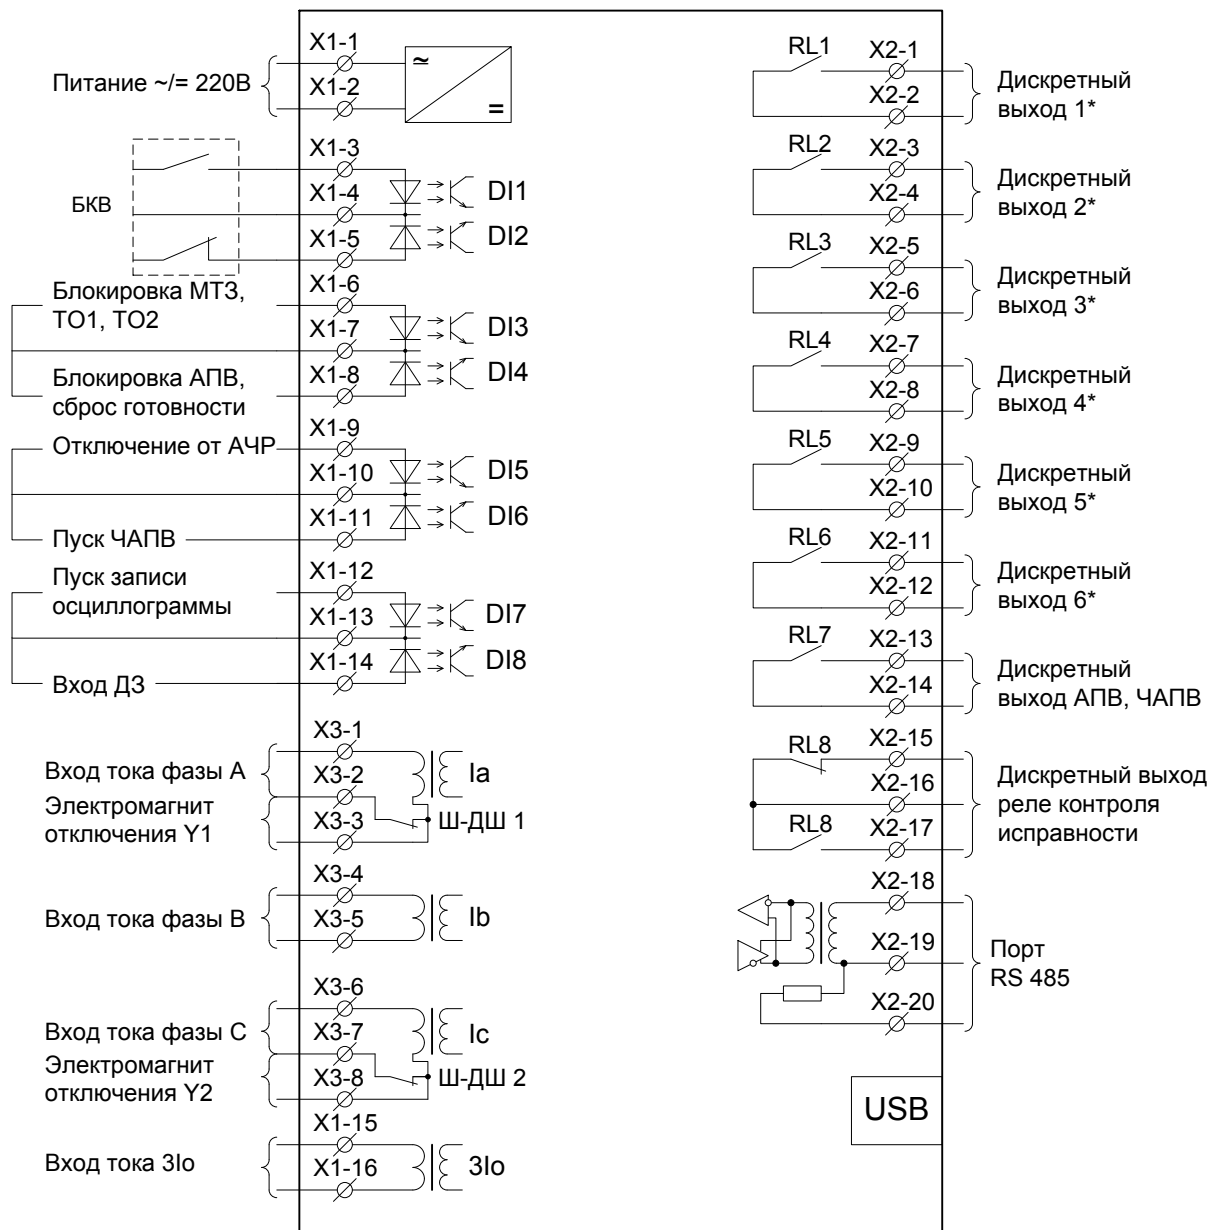 X1-1
Питание ~/= 220В
X1-2
≃
=
X1-3
БКВ
X1-4
DI1
X1-5
DI2
Блокировка МТЗ,
ТО1, ТО2
X1-6
X1-7
DI3
Блокировка АПВ,
сброс готовности
X1-8
DI4
Отключение от АЧР
X1-9
X1-10
DI5
X1-11
DI6
Пуск ЧАПВ
Пуск записи
осциллограммы
X1-12
X1-13
DI7
X1-14
DI8
Вход ДЗ
X3-1
Вход тока фазы А
X3-2
Ia
Электромагнит
отключения Y1
X3-3
Ш-ДШ 1
X3-4
Вход тока фазы В
X3-5
Ib
X3-6
Вход тока фазы С
X3-7
Ic
Электромагнит
отключения Y2
X3-8
Ш-ДШ 2
X1-15
Вход тока 3Io
X1-16
3Io
RL1
X2-1
X2-2
Дискретный
выход 1*
RL2
X2-3
X2-4
Дискретный
выход 2*
RL3
X2-5
X2-6
Дискретный
выход 3*
RL4
X2-7
X2-8
Дискретный
выход 4*
RL5
X2-9
X2-10
Дискретный
выход 5*
RL6
X2-11
X2-12
Дискретный
выход 6*
RL7
X2-13
X2-14
Дискретный
выход АПВ, ЧАПВ
RL8
X2-15
X2-16
RL8
X2-17
Дискретный выход
реле контроля
исправности
X2-18
X2-19
X2-20
Порт
RS 485
USB